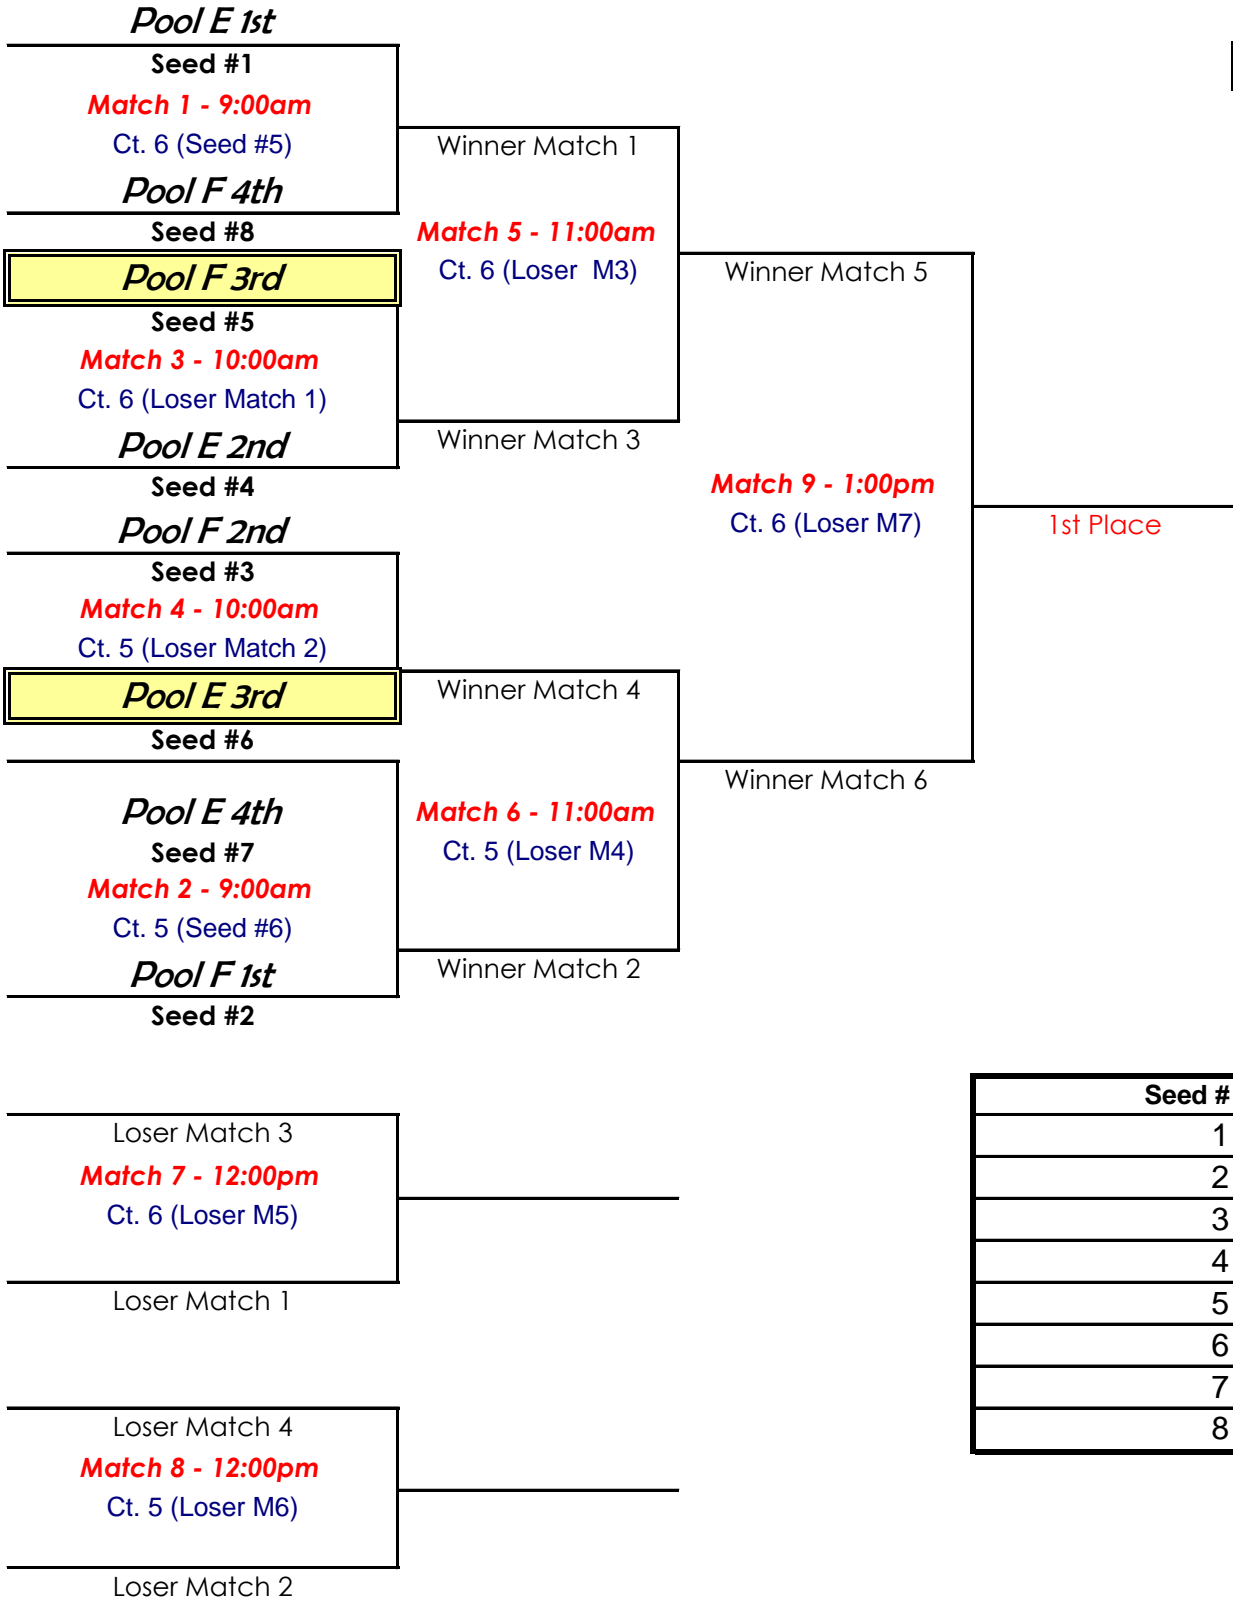 Pool E 1st
Seed #1
Match 1 - 9:00am
Ct. 6 (Seed #5)
Pool F 4th
Seed #8
Pool F 3rd
Seed #5
Match 3 - 10:00am
Ct. 6 (Loser Match 1)
Pool E 2nd
Seed #4
Pool F 2nd
Seed #3
Match 4 - 10:00am
Ct. 5 (Loser Match 2)
Pool E 3rd
Seed #6
Pool E 4th
Seed #7
Match 2 - 9:00am
Ct. 5 (Seed #6)
Pool F 1st
Seed #2
Winner Match 1
Match 5 - 11:00am
Ct. 6 (Loser  M3)
Winner Match 3
Winner Match 4
Match 6 - 11:00am
Ct. 5 (Loser M4)
Winner Match 2
Winner Match 5
Match 9 - 1:00pm
Ct. 6 (Loser M7)
Winner Match 6
1st Place
Loser Match 3
Match 7 - 12:00pm
Ct. 6 (Loser M5)
Loser Match 1
Loser Match 4
Match 8 - 12:00pm
Ct. 5 (Loser M6)
Loser Match 2
Seed #
1
2
3
4
5
6
7
8